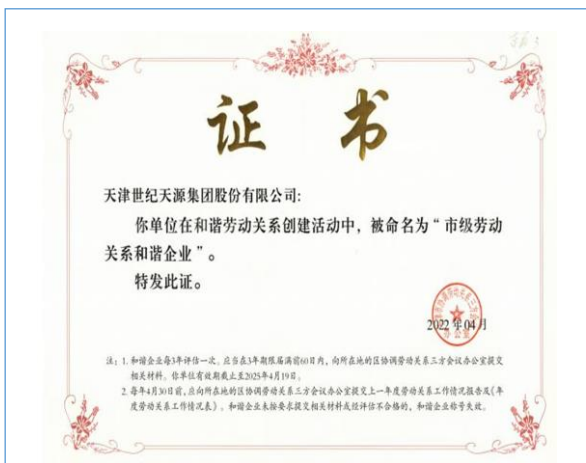 证 书
天津世纪天源集团股份有限公司:
你单位在和谐劳动关系创建活动中，被命名为“市级劳动
关系和谐企业”。
特发此证。
2022年04月
注: 1. 和谐企业每3年评估一次。应当在3年期限届满前60日内，向所在地的区协调劳动关系三方会议办公室提交
相关材料。你单位有效期截止至2025年4月19日。
2. 每年4月30日前，应向所在地的区协调劳动关系三方会议办公室提交上一年度劳动关系工作情况报告及《年
度劳动关系工作情况表》。和谐企业未按要求提交相关材料或经评估不合格的，和谐企业称号失效。